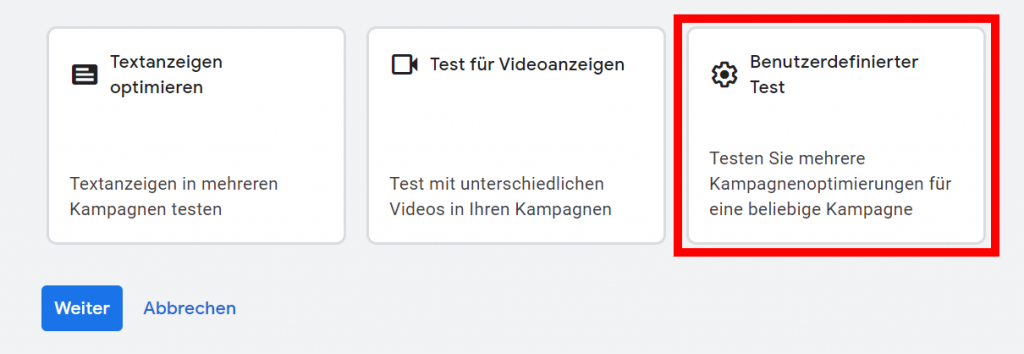 Textanzeigen
optimieren
Textanzeigen in mehreren
Kampagnen testen
Test für Videoanzeigen
Test mit unterschiedlichen
Videos in Ihren Kampagnen
Benutzerdefinierter
Test
Testen Sie mehrere
Kampagnenoptimierungen für
eine beliebige Kampagne
Weiter
Abbrechen